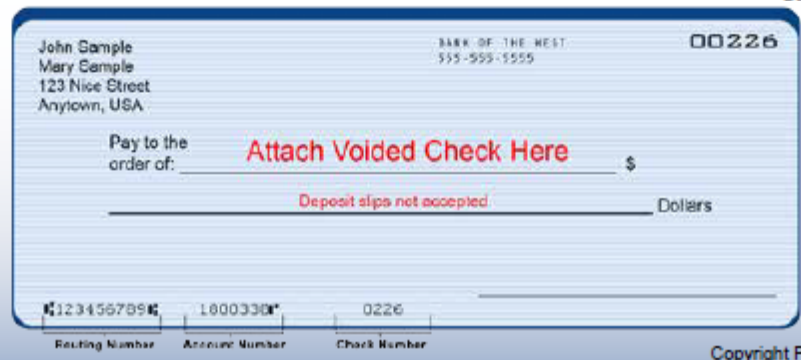 John Sample
Mary Sample
123 Nice Street
Anytown, USA
BANK OF THE WEST
555-555-5555
00226
Pay to the
order of:
Attach Voided Check Here
$
Deposit slips not accepted
Dollars
⑆123456789⑆ 1800338⑈ 0226
Routing Number Account Number Check Number
Copyright